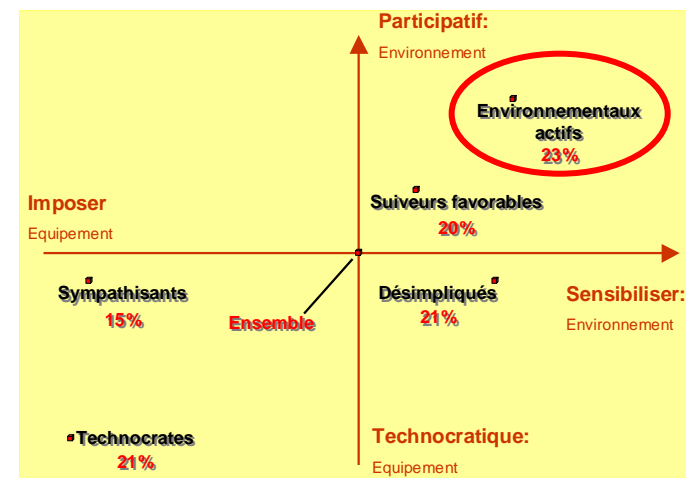 Participatif:
Environnement
Environnementaux
actifs
23%
Imposer
Equipement
Suiveurs favorables
20%
Sympathisants
15%
Ensemble
Désimpliqués
21%
Sensibiliser:
Environnement
Technocrates
21%
Technocratique:
Equipement